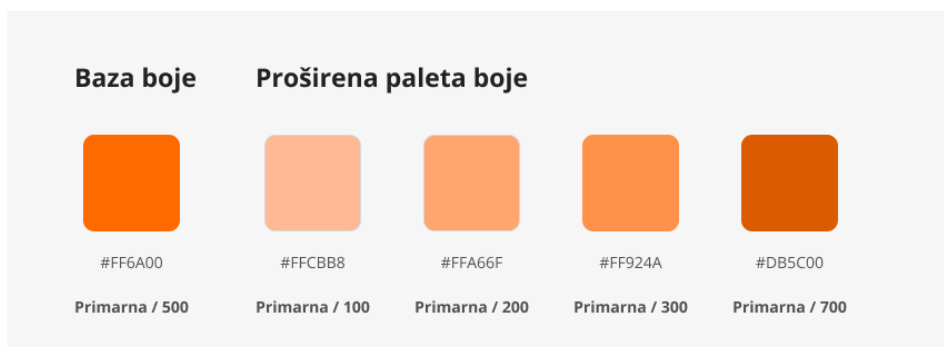 Baza boje
Proširena paleta boje
#FF6A00
#FFCBB8
#FFA66F
#FF924A
#DB5C00
Primarna / 500
Primarna / 100
Primarna / 200
Primarna / 300
Primarna / 700